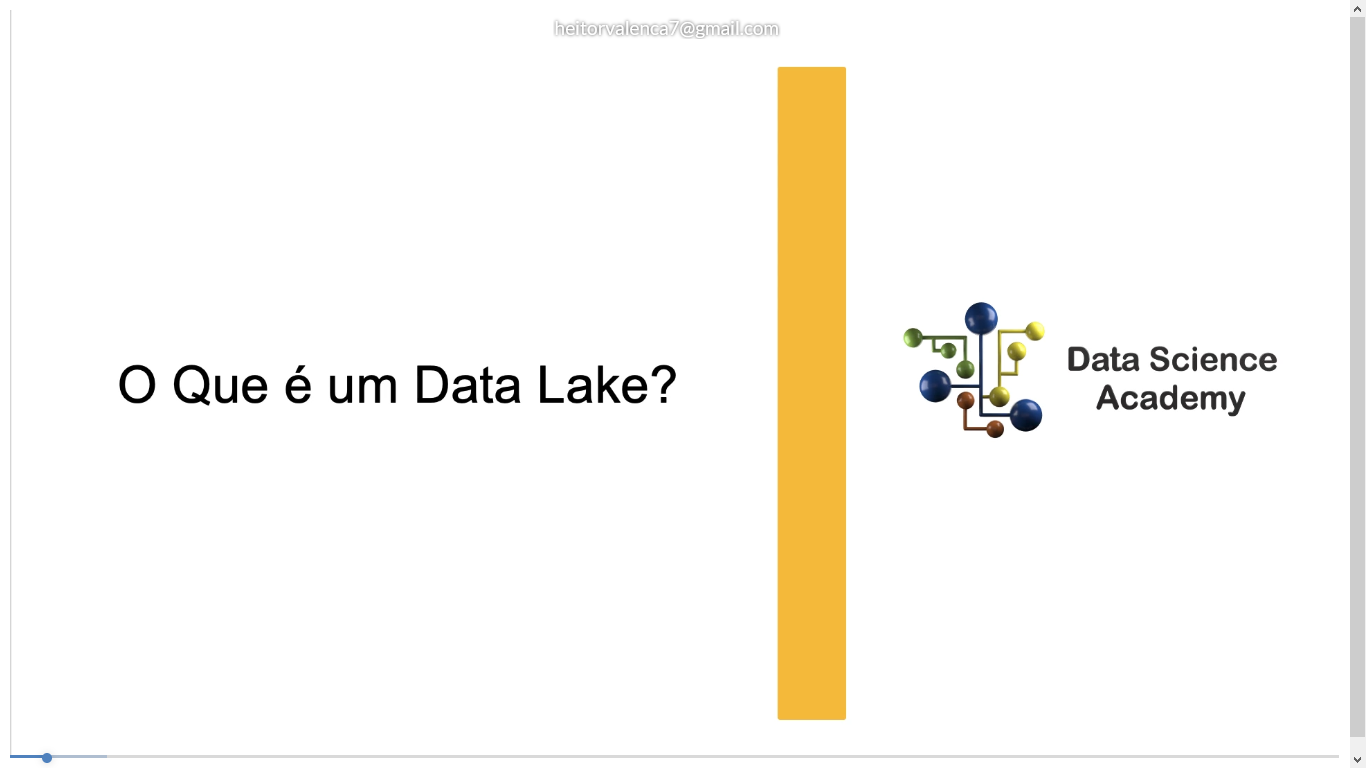 heitorvalenca7@gmail.com
O Que é um Data Lake?
Data Science
Academy